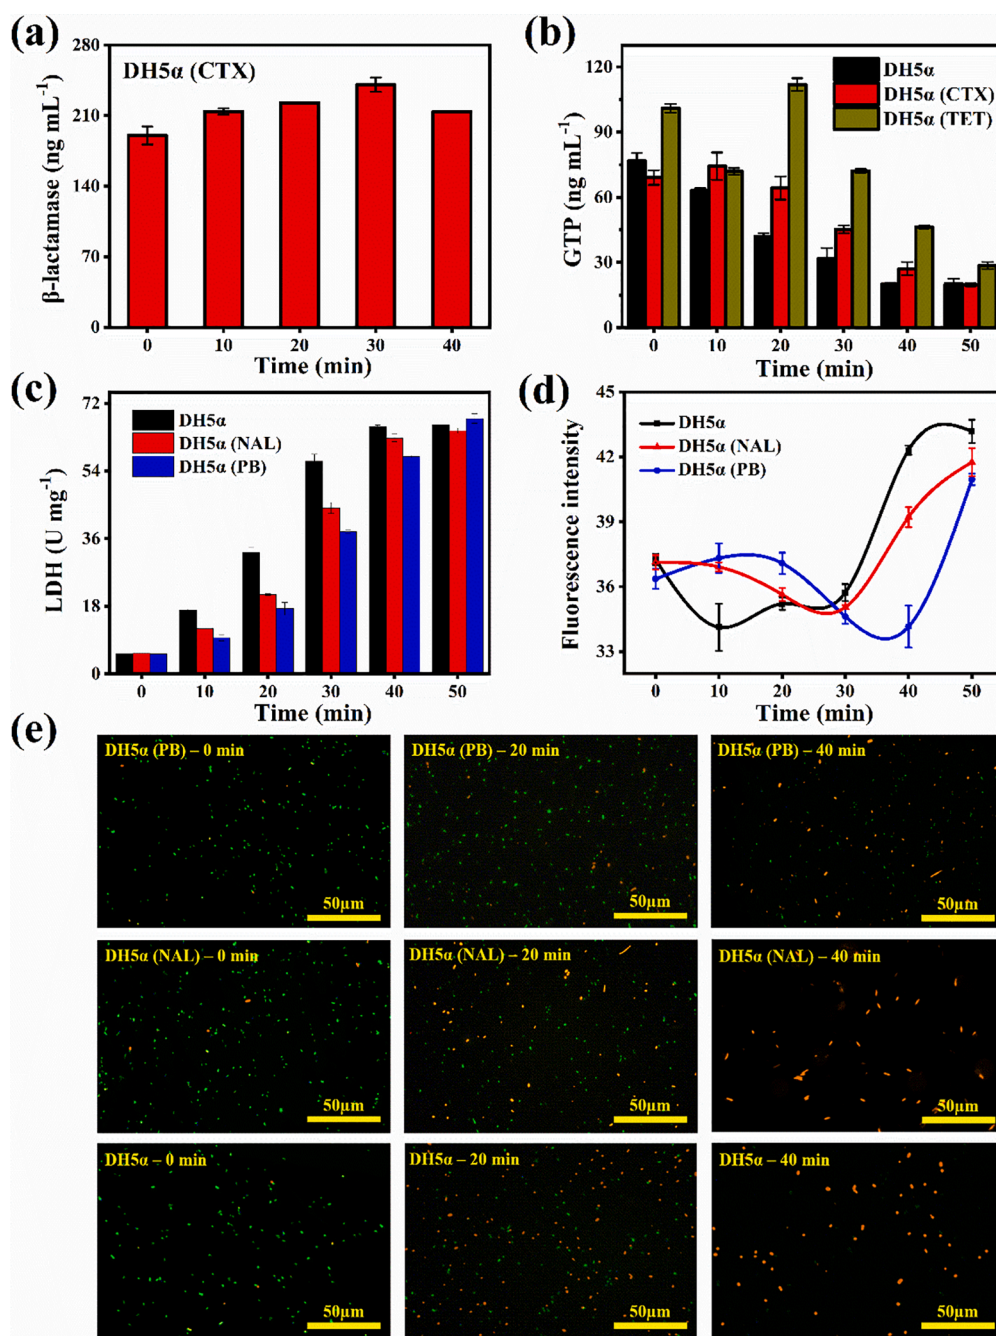 (a)
DH5α (CTX)
β-lactamase (ng mL-1)
280
210
140
70
0
0 10 20 30 40
Time (min)
(b)
DH5α
DH5α (CTX)
DH5α (TET)
GTP (ng mL-1)
120
90
60
30
0
0 10 20 30 40 50
Time (min)
(c)
DH5α
DH5α (NAL)
DH5α (PB)
LDH (U mg-1)
72
54
36
18
0
0 10 20 30 40 50
Time (min)
(d)
DH5α
DH5α (NAL)
DH5α (PB)
Fluorescence intensity
45
42
39
36
33
0 10 20 30 40 50
Time (min)
(e)
DH5α (PB) – 0 min
50μm
DH5α (PB) – 20 min
50μm
DH5α (PB) – 40 min
50μm
DH5α (NAL) – 0 min
50μm
DH5α (NAL) – 20 min
50μm
DH5α (NAL) – 40 min
50μm
DH5α – 0 min
50μm
DH5α – 20 min
50μm
DH5α – 40 min
50μm